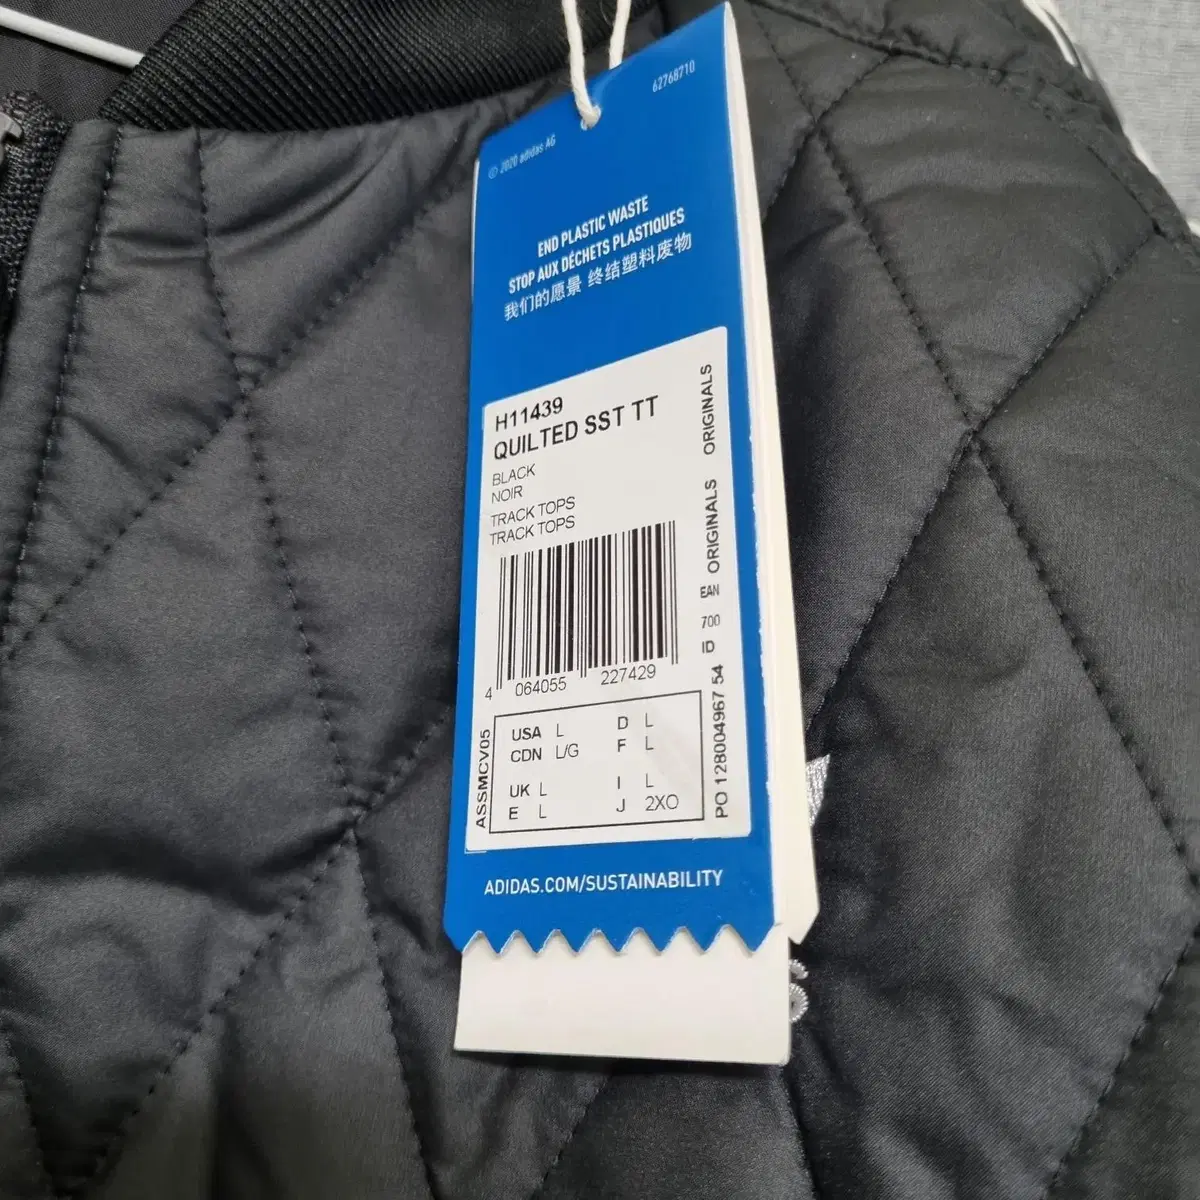 62768710
© 2020 adidas AG
END PLASTIC WASTE
STOP AUX DÉCHETS PLASTIQUES
我们的愿景 终结塑料废物
H11439
QUILTED SST TT
BLACK
NOIR
TRACK TOPS
TRACK TOPS
ORIGINALS
ORIGINALS
EAN
700
ID
PO 128004967 54
4 064055 227429
ASSMCV05
USA L D L
CDN L/G F L
UK L I L
E L J 2XO
ADIDAS.COM/SUSTAINABILITY